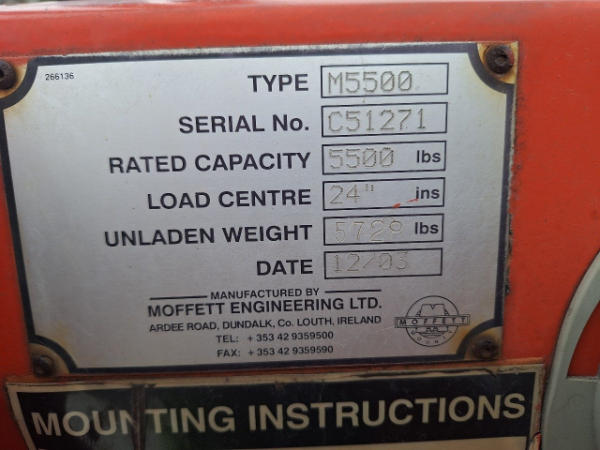 266136
TYPE M5500
SERIAL No. C51271
RATED CAPACITY 5500 lbs
LOAD CENTRE 24" ins
UNLADEN WEIGHT 5729 lbs
DATE 12/03
MANUFACTURED BY
MOFFETT ENGINEERING LTD.
ARDEE ROAD, DUNDALK, Co. LOUTH, IRELAND
TEL: + 353 42 9359500
FAX: + 353 42 9359590
MOFFETT
MOUNTING INSTRUCTIONS